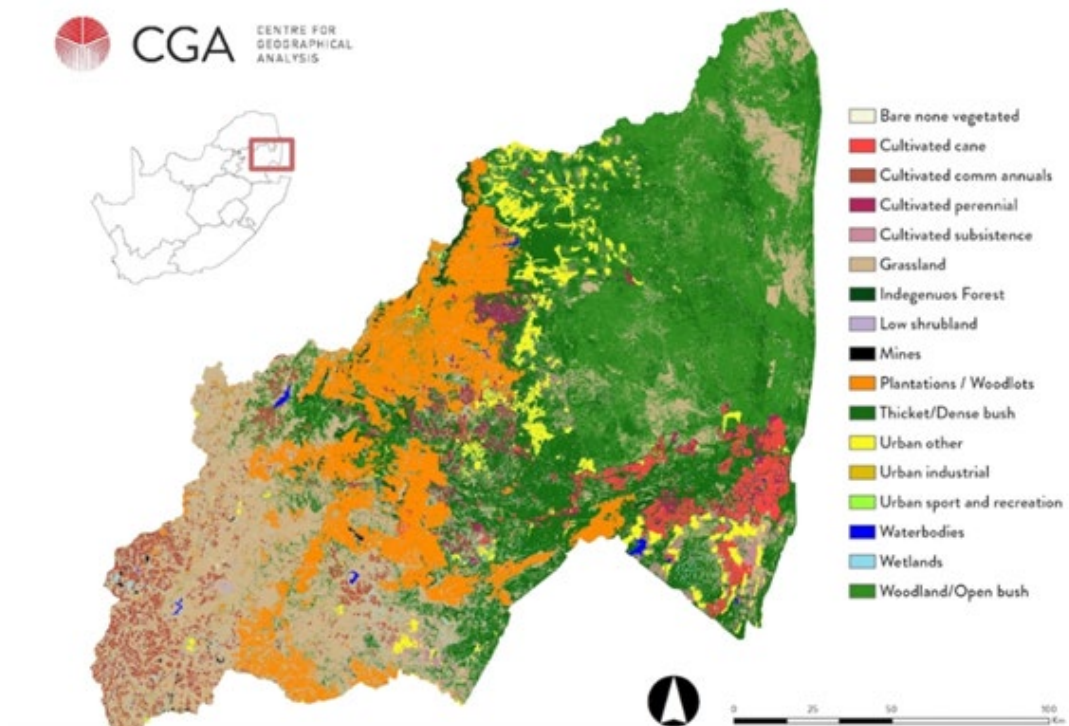 CGA
CENTRE FOR
GEOGRAPHICAL
ANALYSIS
Bare none vegetated
Cultivated cane
Cultivated comm annuals
Cultivated perennial
Cultivated subsistence
Grassland
Indegenuos Forest
Low shrubland
Mines
Plantations / Woodlots
Thicket/Dense bush
Urban other
Urban industrial
Urban sport and recreation
Waterbodies
Wetlands
Woodland/Open bush
0 25 50 100
Km